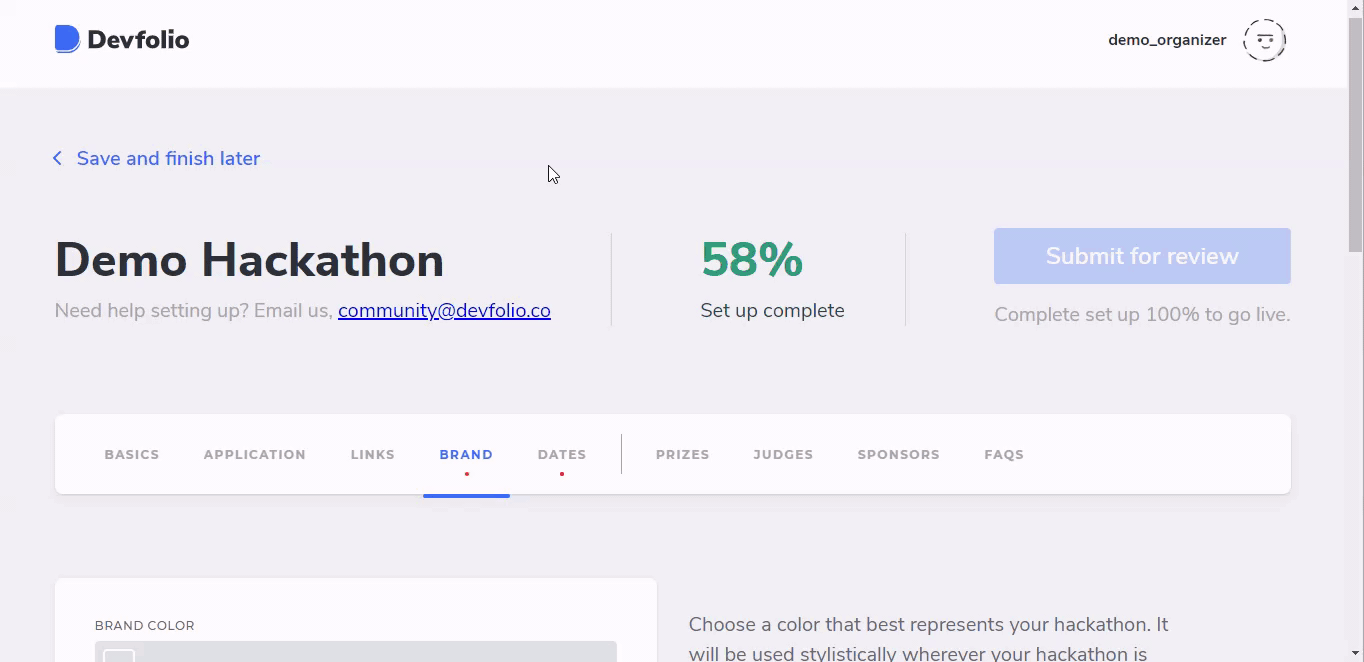 Devfolio
demo_organizer
Save and finish later
Demo Hackathon
Need help setting up? Email us, community@devfolio.co
58%
Set up complete
Submit for review
Complete set up 100% to go live.
BASICS APPLICATION LINKS BRAND DATES PRIZES JUDGES SPONSORS FAQS
BRAND COLOR
Choose a color that best represents your hackathon. It
will be used stylistically wherever your hackathon is